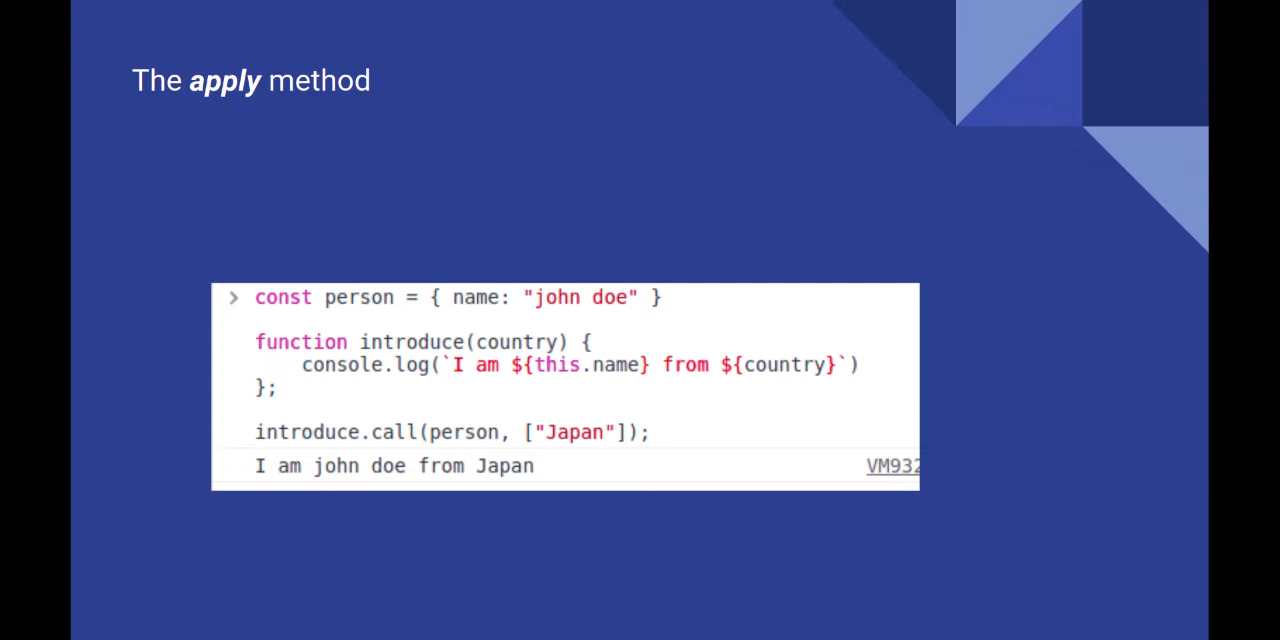 The apply method
const person = { name: "john doe" }
function introduce(country) {
console.log(`I am ${this.name} from ${country}`)
};
introduce.call(person, ["Japan"]);
I am john doe from Japan VM932